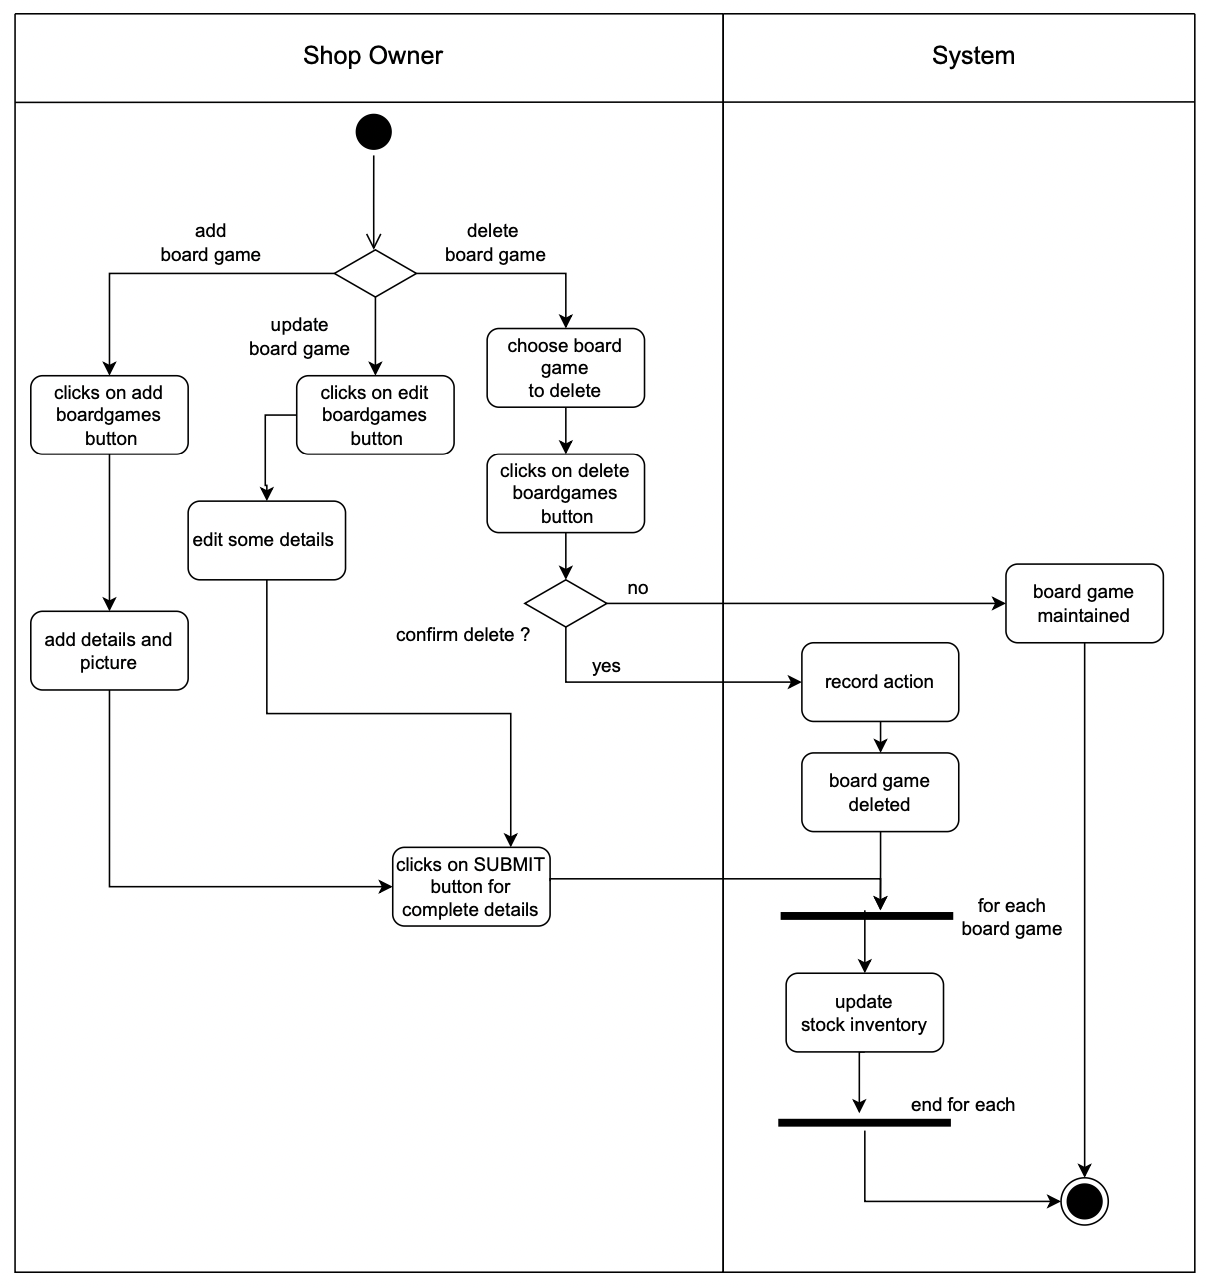 Shop Owner
System
add
board game
delete
board game
update
board game
choose board
game
to delete
clicks on add
boardgames
button
clicks on edit
boardgames
button
clicks on delete
boardgames
button
edit some details
no
board game
maintained
confirm delete ?
add details and
picture
yes
record action
board game
deleted
clicks on SUBMIT
button for
complete details
for each
board game
update
stock inventory
end for each